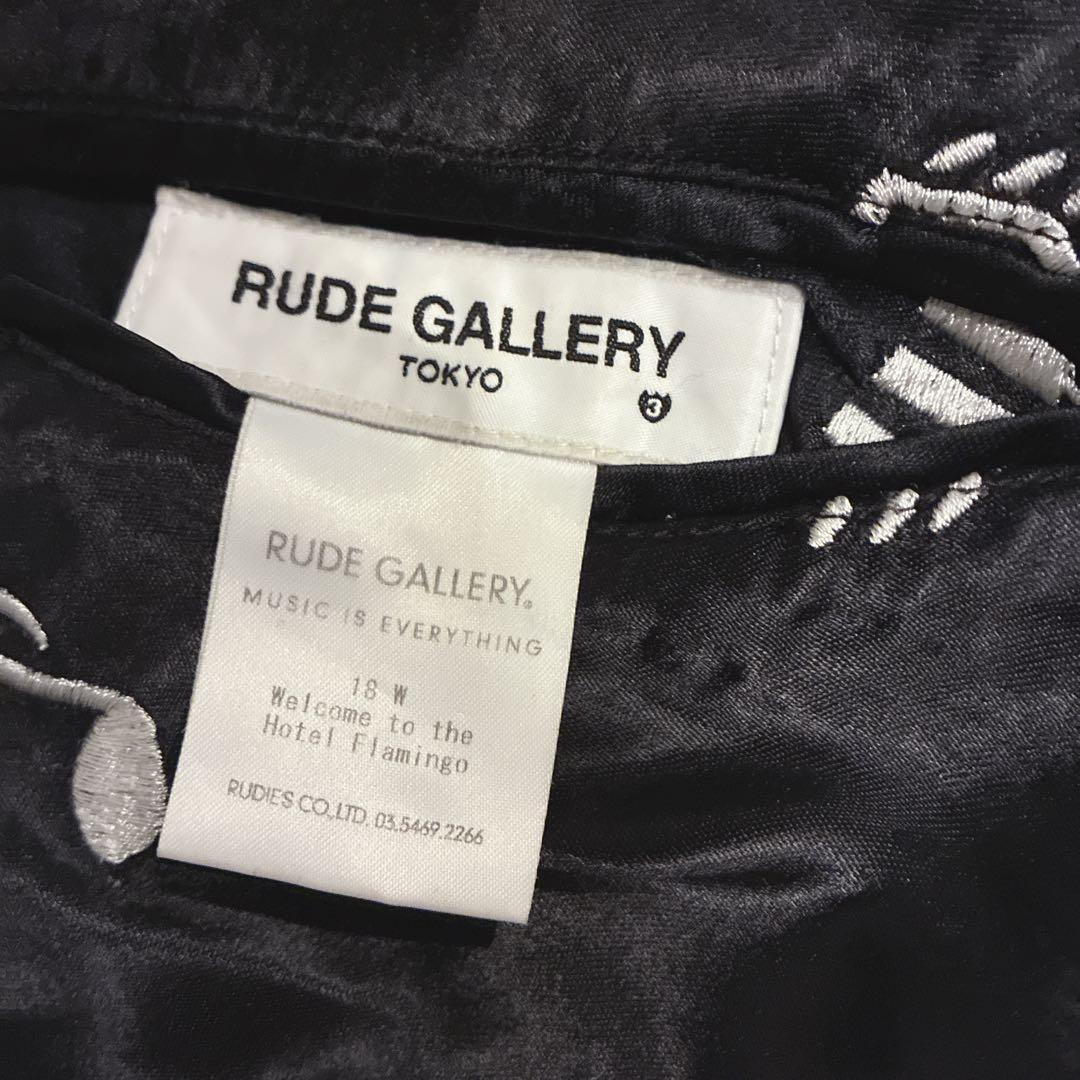 RUDE GALLERY
TOKYO
3
RUDE GALLERY.
MUSIC IS EVERYTHING
18 W
Welcome to the
Hotel Flamingo
RUDIES CO.,LTD. 03.5469.2266